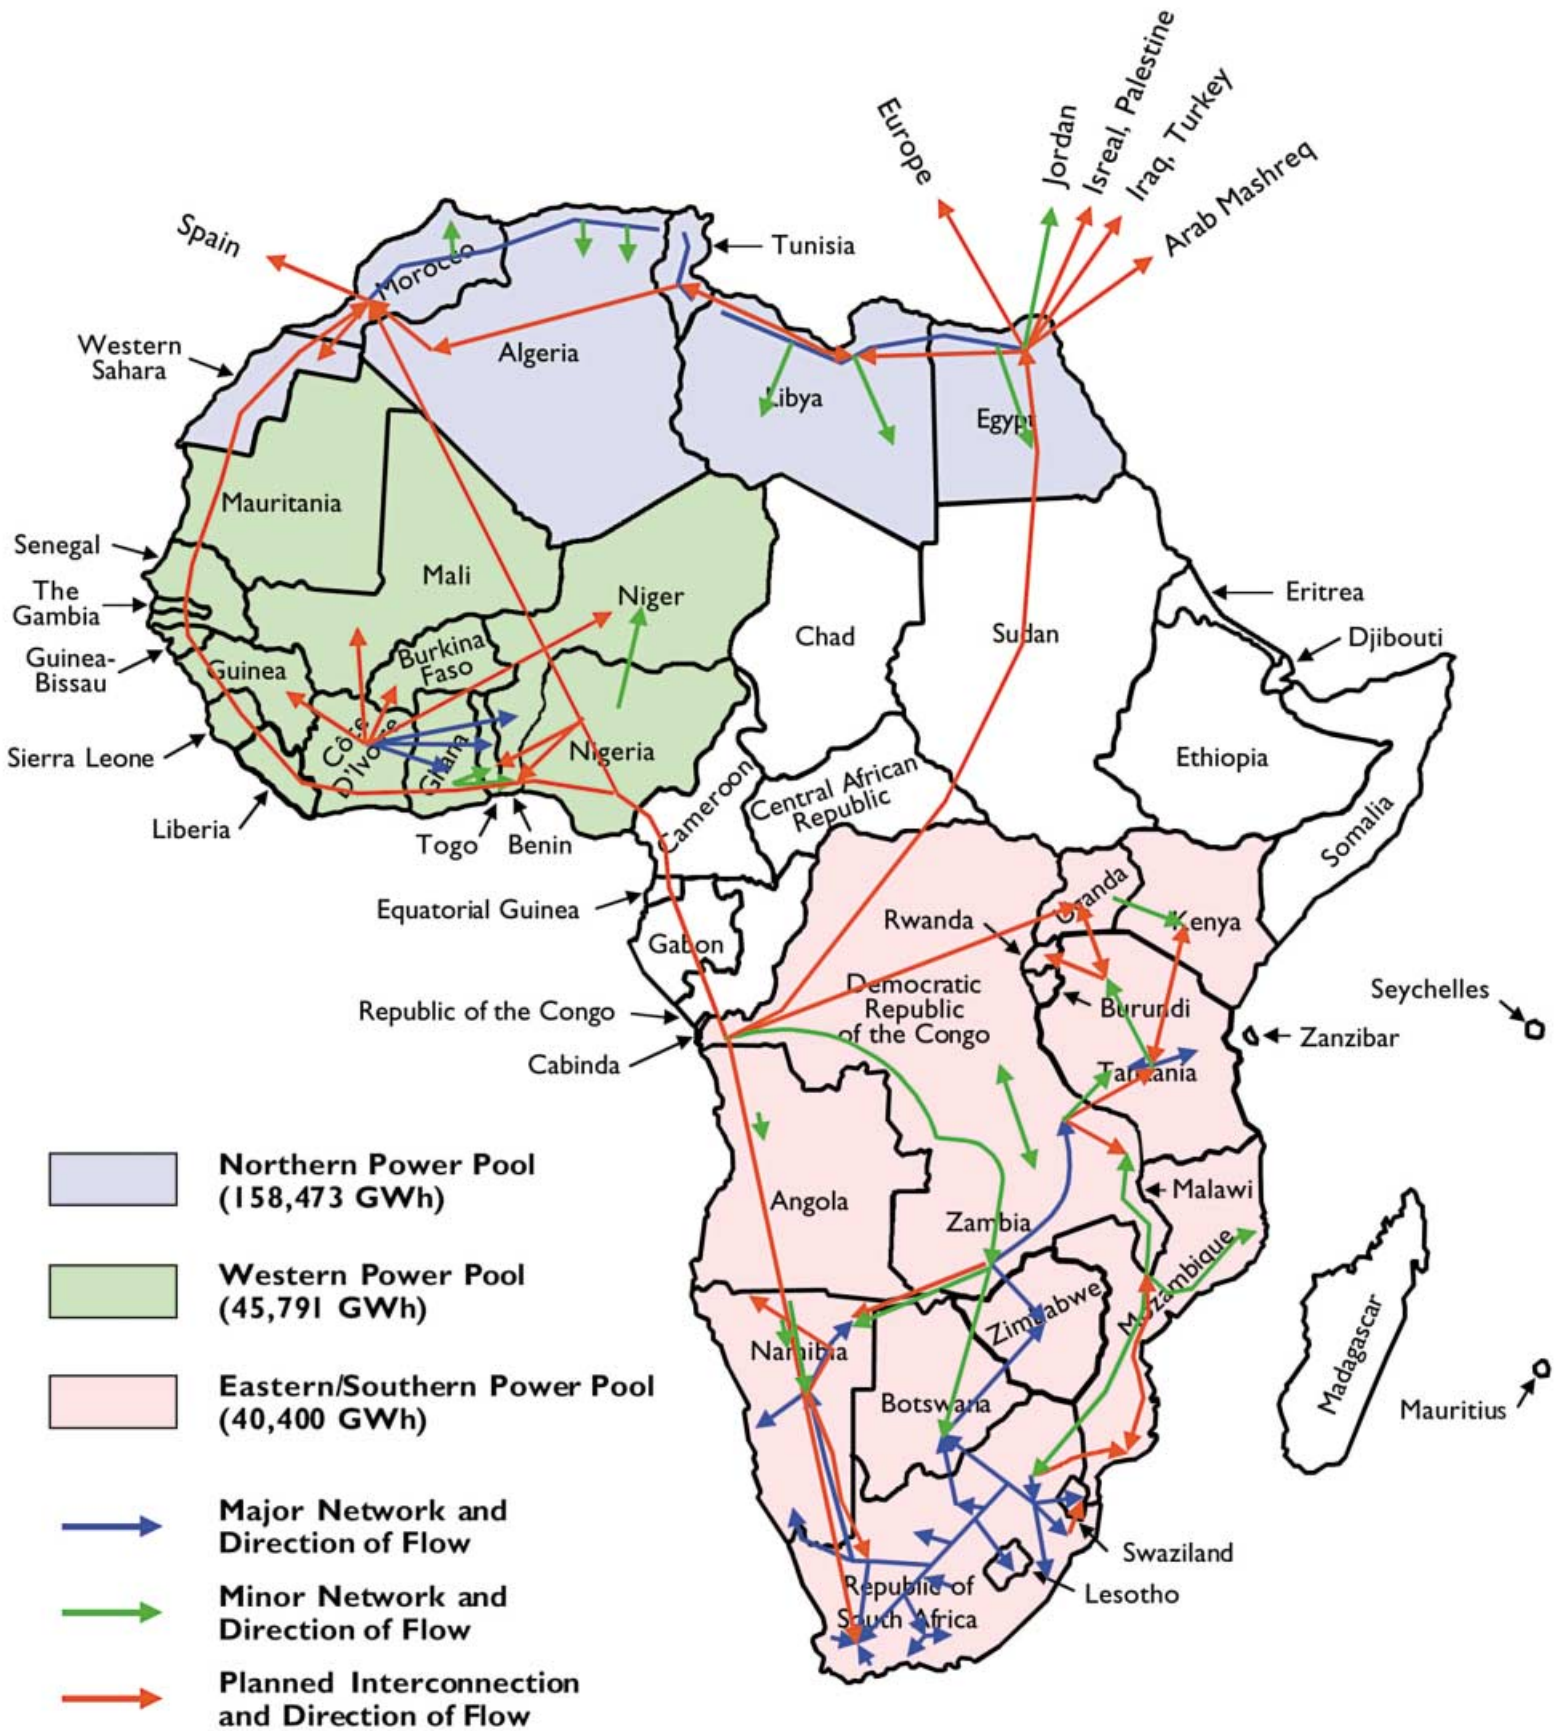 Europe
Jordan
Isreal, Palestine
Iraq, Turkey
Arab Mashreq
Spain
Morocco
Tunisia
Western
Sahara
Algeria
Libya
Egypt
Mauritania
Senegal
The
Gambia
Guinea-
Bissau
Sierra Leone
Liberia
Mali
Niger
Chad
Sudan
Eritrea
Djibouti
Guinea
Burkina
Faso
Côte
D'Ivoire
Ghana
Nigeria
Togo
Benin
Cameroon
Central African
Republic
Ethiopia
Somalia
Equatorial Guinea
Gabon
Republic of the Congo
Cabinda
Rwanda
Uganda
Kenya
Democratic
Republic
of the Congo
Burundi
Tanzania
Zanzibar
Seychelles
Angola
Zambia
Malawi
Mozambique
Zimbabwe
Namibia
Botswana
Madagascar
Mauritius
Swaziland
Lesotho
Republic of
South Africa
Northern Power Pool
(158,473 GWh)
Western Power Pool
(45,791 GWh)
Eastern/Southern Power Pool
(40,400 GWh)
Major Network and
Direction of Flow
Minor Network and
Direction of Flow
Planned Interconnection
and Direction of Flow